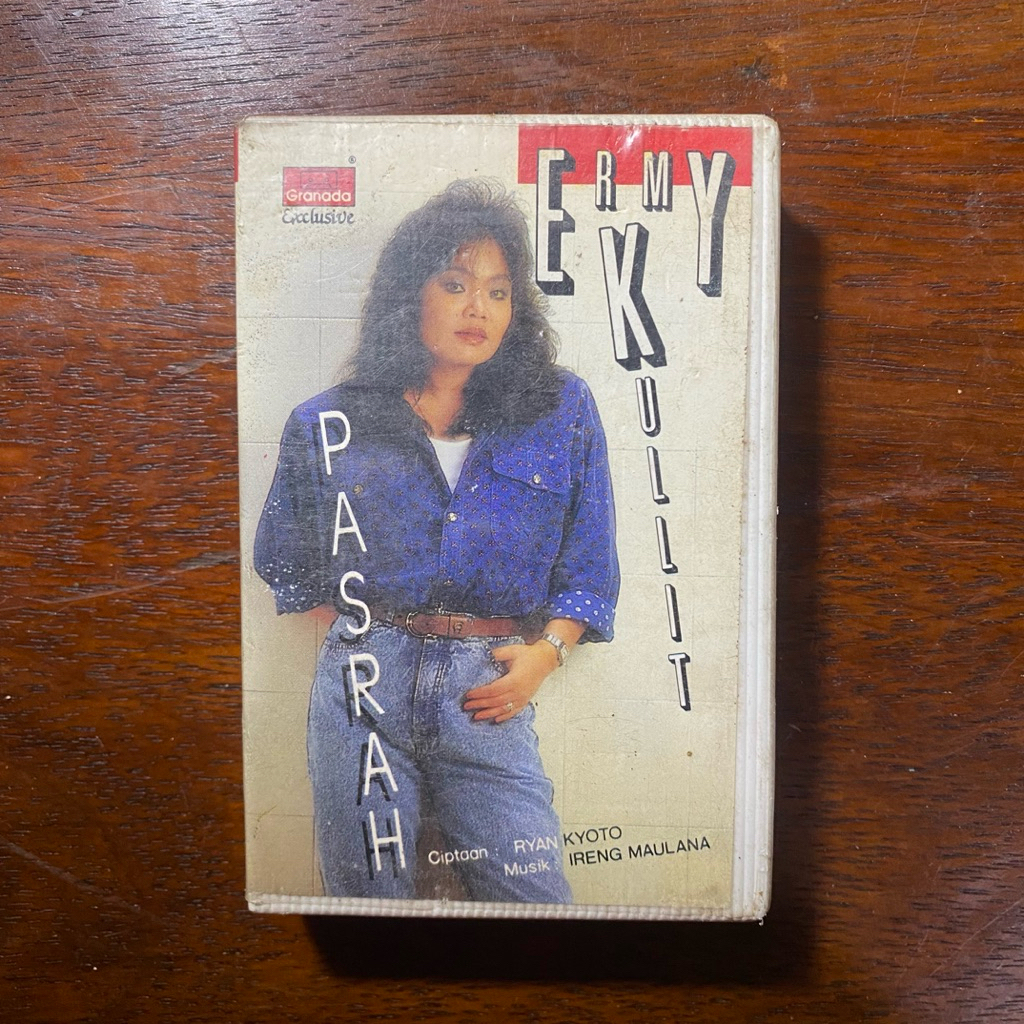 Granada®
Exclusive
ERMY
KULLIT
PASRAH
Ciptaan : RYAN KYOTO
Musik : IRENG MAULANA